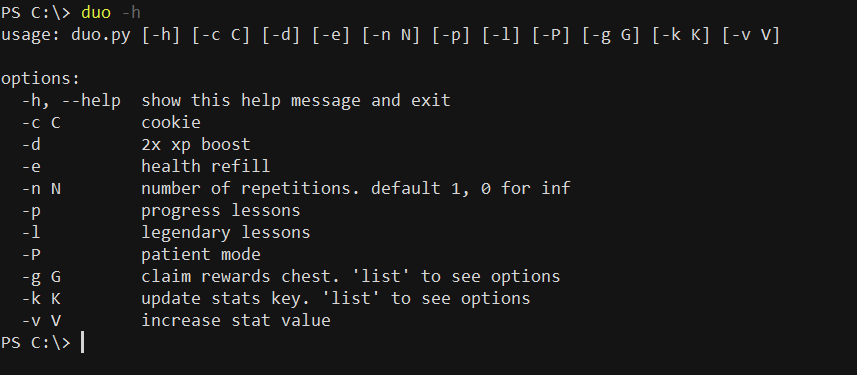 PS C:\> duo -h
usage: duo.py [-h] [-c C] [-d] [-e] [-n N] [-p] [-l] [-P] [-g G] [-k K] [-v V]
options:
-h, --help show this help message and exit
-c C cookie
-d 2x xp boost
-e health refill
-n N number of repetitions. default 1, 0 for inf
-p progress lessons
-l legendary lessons
-P patient mode
-g G claim rewards chest. 'list' to see options
-k K update stats key. 'list' to see options
-v V increase stat value
PS C:\>